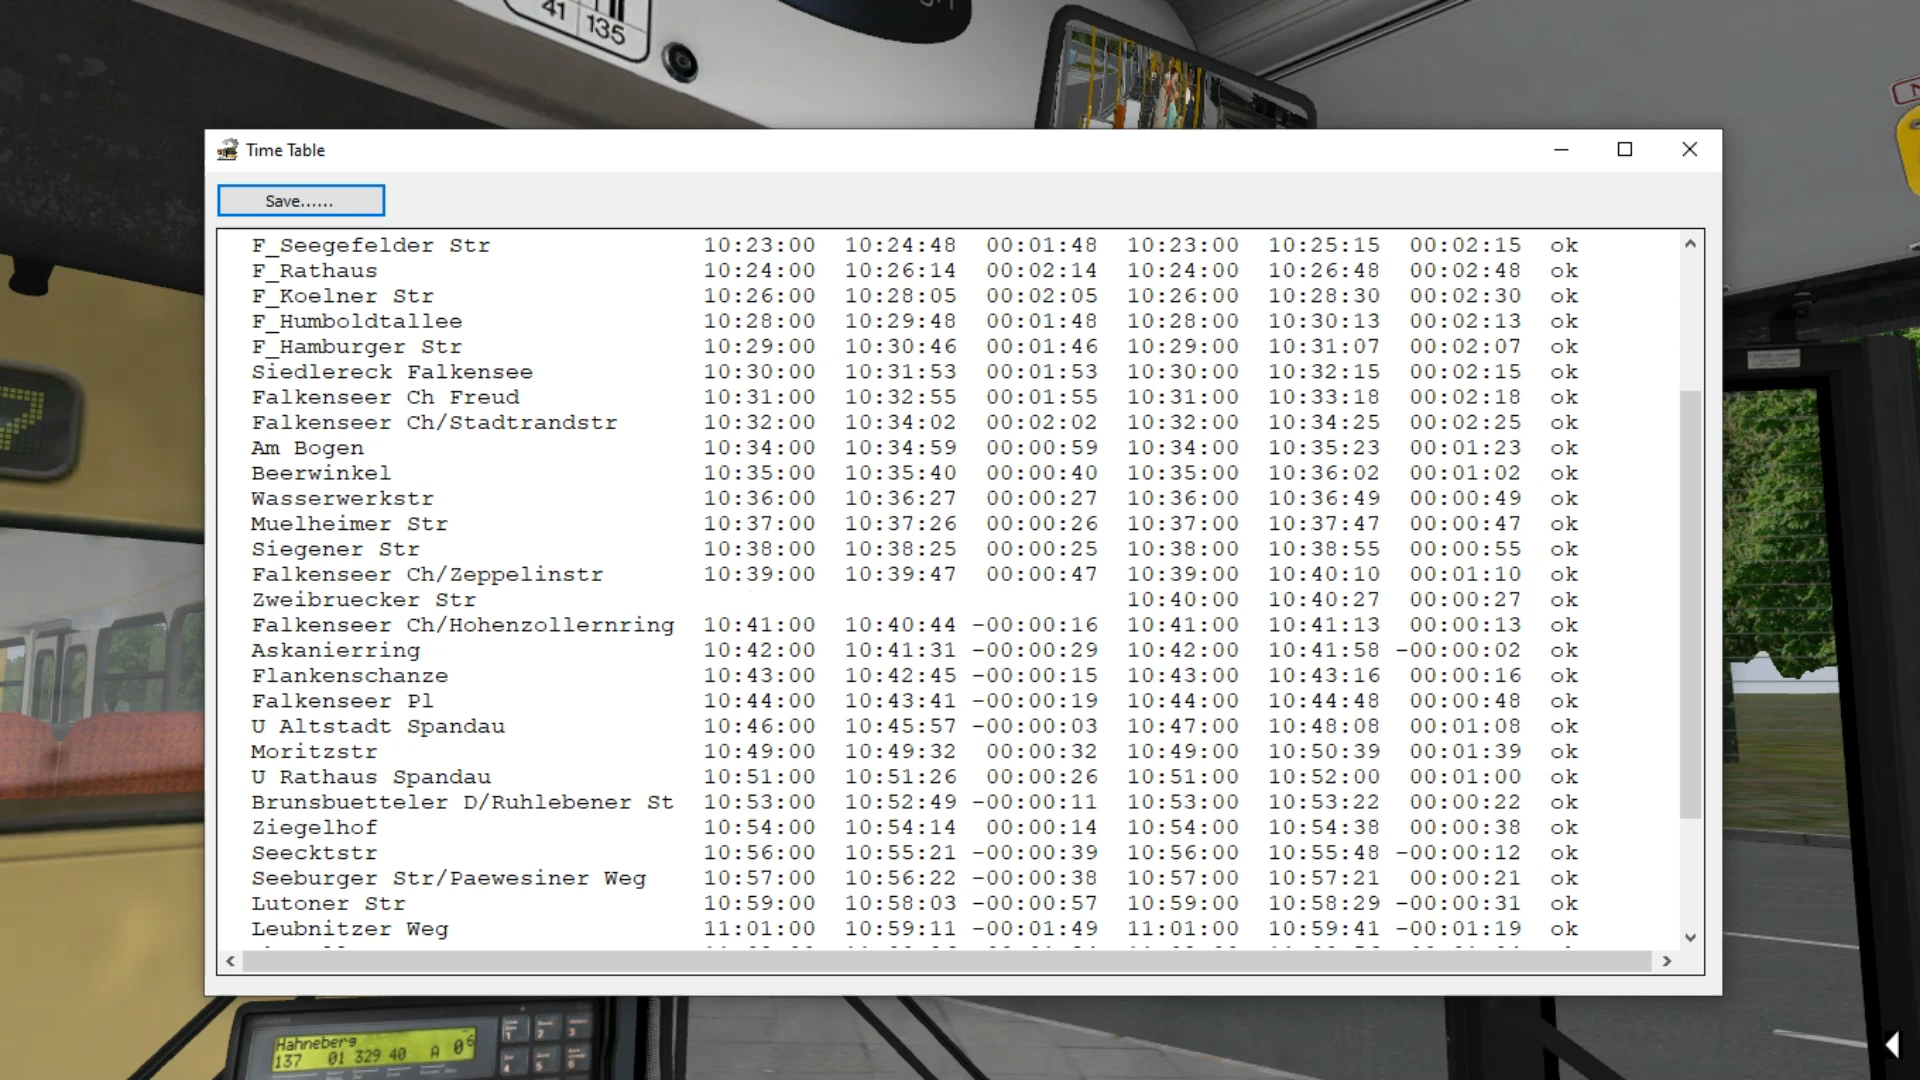 41 135
Time Table
Save......
F_Seegefelder Str 10:23:00 10:24:48 00:01:48 10:23:00 10:25:15 00:02:15 ok
F_Rathaus 10:24:00 10:26:14 00:02:14 10:24:00 10:26:48 00:02:48 ok
F_Koelner Str 10:26:00 10:28:05 00:02:05 10:26:00 10:28:30 00:02:30 ok
F_Humboldtallee 10:28:00 10:29:48 00:01:48 10:28:00 10:30:13 00:02:13 ok
F_Hamburger Str 10:29:00 10:30:46 00:01:46 10:29:00 10:31:07 00:02:07 ok
Siedlereck Falkensee 10:30:00 10:31:53 00:01:53 10:30:00 10:32:15 00:02:15 ok
Falkenseer Ch Freud 10:31:00 10:32:55 00:01:55 10:31:00 10:33:18 00:02:18 ok
Falkenseer Ch/Stadtrandstr 10:32:00 10:34:02 00:02:02 10:32:00 10:34:25 00:02:25 ok
Am Bogen 10:34:00 10:34:59 00:00:59 10:34:00 10:35:23 00:01:23 ok
Beerwinkel 10:35:00 10:35:40 00:00:40 10:35:00 10:36:02 00:01:02 ok
Wasserwerkstr 10:36:00 10:36:27 00:00:27 10:36:00 10:36:49 00:00:49 ok
Muelheimer Str 10:37:00 10:37:26 00:00:26 10:37:00 10:37:47 00:00:47 ok
Siegener Str 10:38:00 10:38:25 00:00:25 10:38:00 10:38:55 00:00:55 ok
Falkenseer Ch/Zeppelinstr 10:39:00 10:39:47 00:00:47 10:39:00 10:40:10 00:01:10 ok
Zweibruecker Str 10:40:00 10:40:27 00:00:27 ok
Falkenseer Ch/Hohenzollernring 10:41:00 10:40:44 -00:00:16 10:41:00 10:41:13 00:00:13 ok
Askanierring 10:42:00 10:41:31 -00:00:29 10:42:00 10:41:58 -00:00:02 ok
Flankenschanze 10:43:00 10:42:45 -00:00:15 10:43:00 10:43:16 00:00:16 ok
Falkenseer Pl 10:44:00 10:43:41 -00:00:19 10:44:00 10:44:48 00:00:48 ok
U Altstadt Spandau 10:46:00 10:45:57 -00:00:03 10:47:00 10:48:08 00:01:08 ok
Moritzstr 10:49:00 10:49:32 00:00:32 10:49:00 10:50:39 00:01:39 ok
U Rathaus Spandau 10:51:00 10:51:26 00:00:26 10:51:00 10:52:00 00:01:00 ok
Brunsbuetteler D/Ruhlebener St 10:53:00 10:52:49 -00:00:11 10:53:00 10:53:22 00:00:22 ok
Ziegelhof 10:54:00 10:54:14 00:00:14 10:54:00 10:54:38 00:00:38 ok
Seecktstr 10:56:00 10:55:21 -00:00:39 10:56:00 10:55:48 -00:00:12 ok
Seeburger Str/Paewesiner Weg 10:57:00 10:56:22 -00:00:38 10:57:00 10:57:21 00:00:21 ok
Lutoner Str 10:59:00 10:58:03 -00:00:57 10:59:00 10:58:29 -00:00:31 ok
Leubnitzer Weg 11:01:00 10:59:11 -00:01:49 11:01:00 10:59:41 -00:01:19 ok
Hahneberg
137 01 329 40 A 06
1 2 3
4 5 6